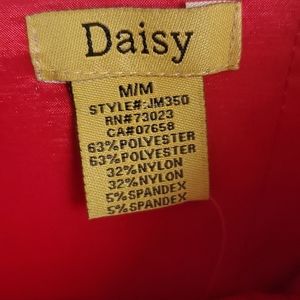 Daisy
M/M
STYLE#:JM350
RN#73023
CA#07658
63%POLYESTER
63%POLYESTER
32%NYLON
32%NYLON
5%SPANDEX
5%SPANDEX